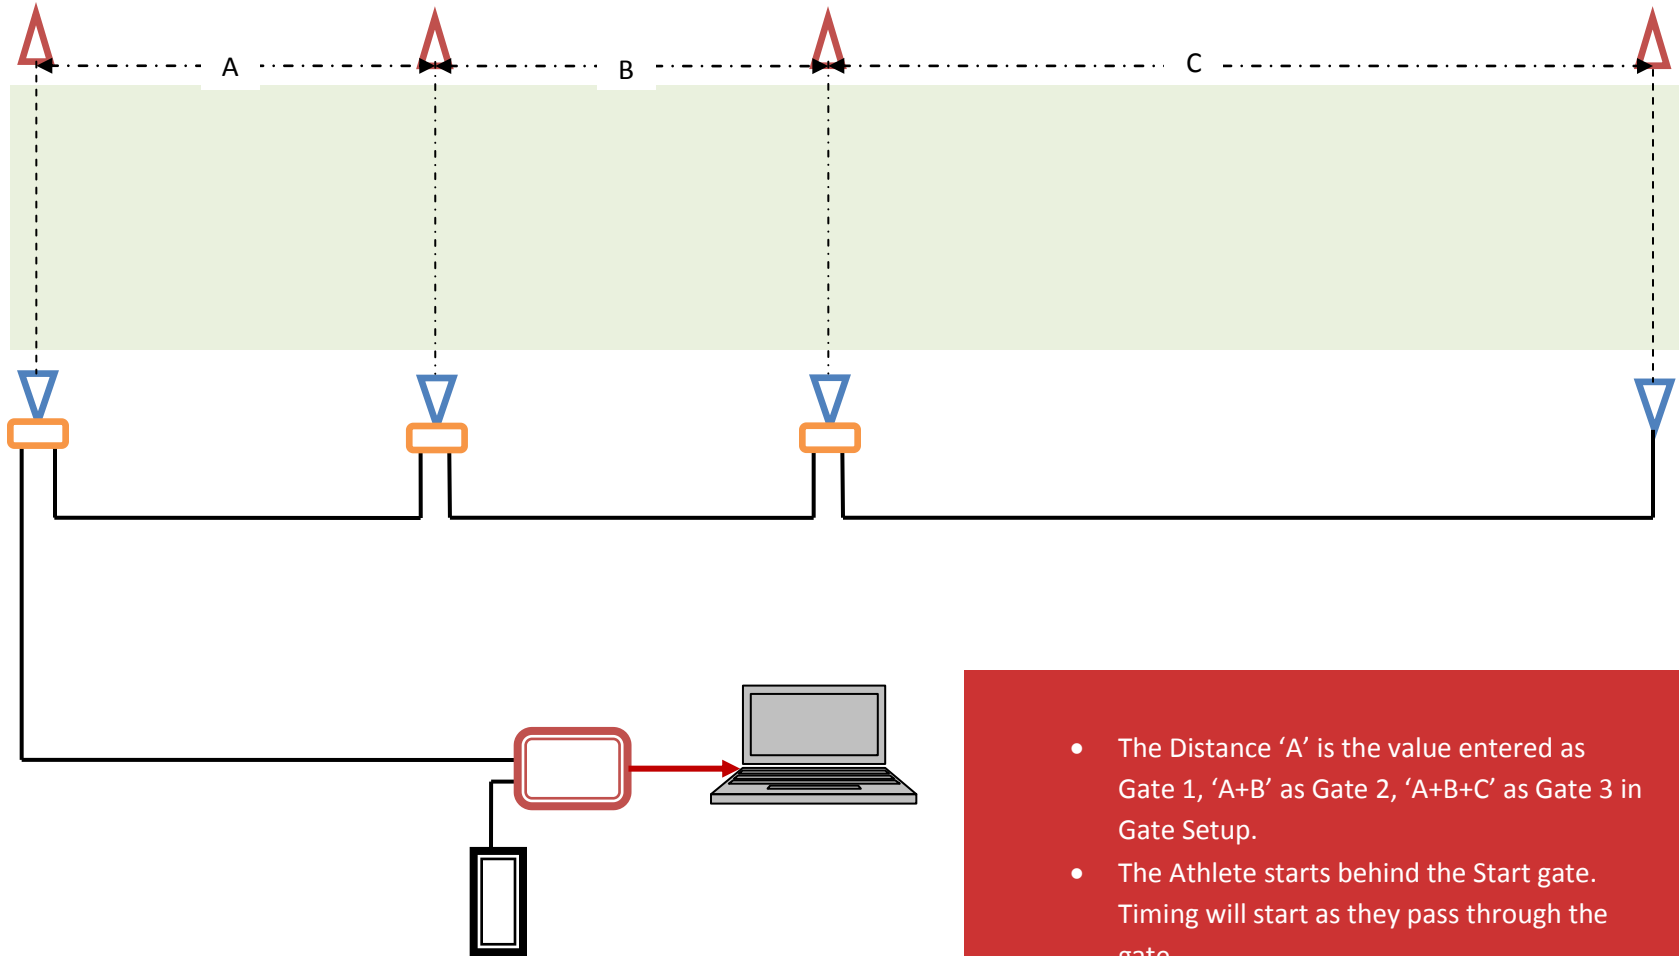 A
B
C
• The Distance ‘A’ is the value entered as
Gate 1, ‘A+B’ as Gate 2, ‘A+B+C’ as Gate 3 in
Gate Setup.
• The Athlete starts behind the Start gate.
Timing will start as they pass through the
gate